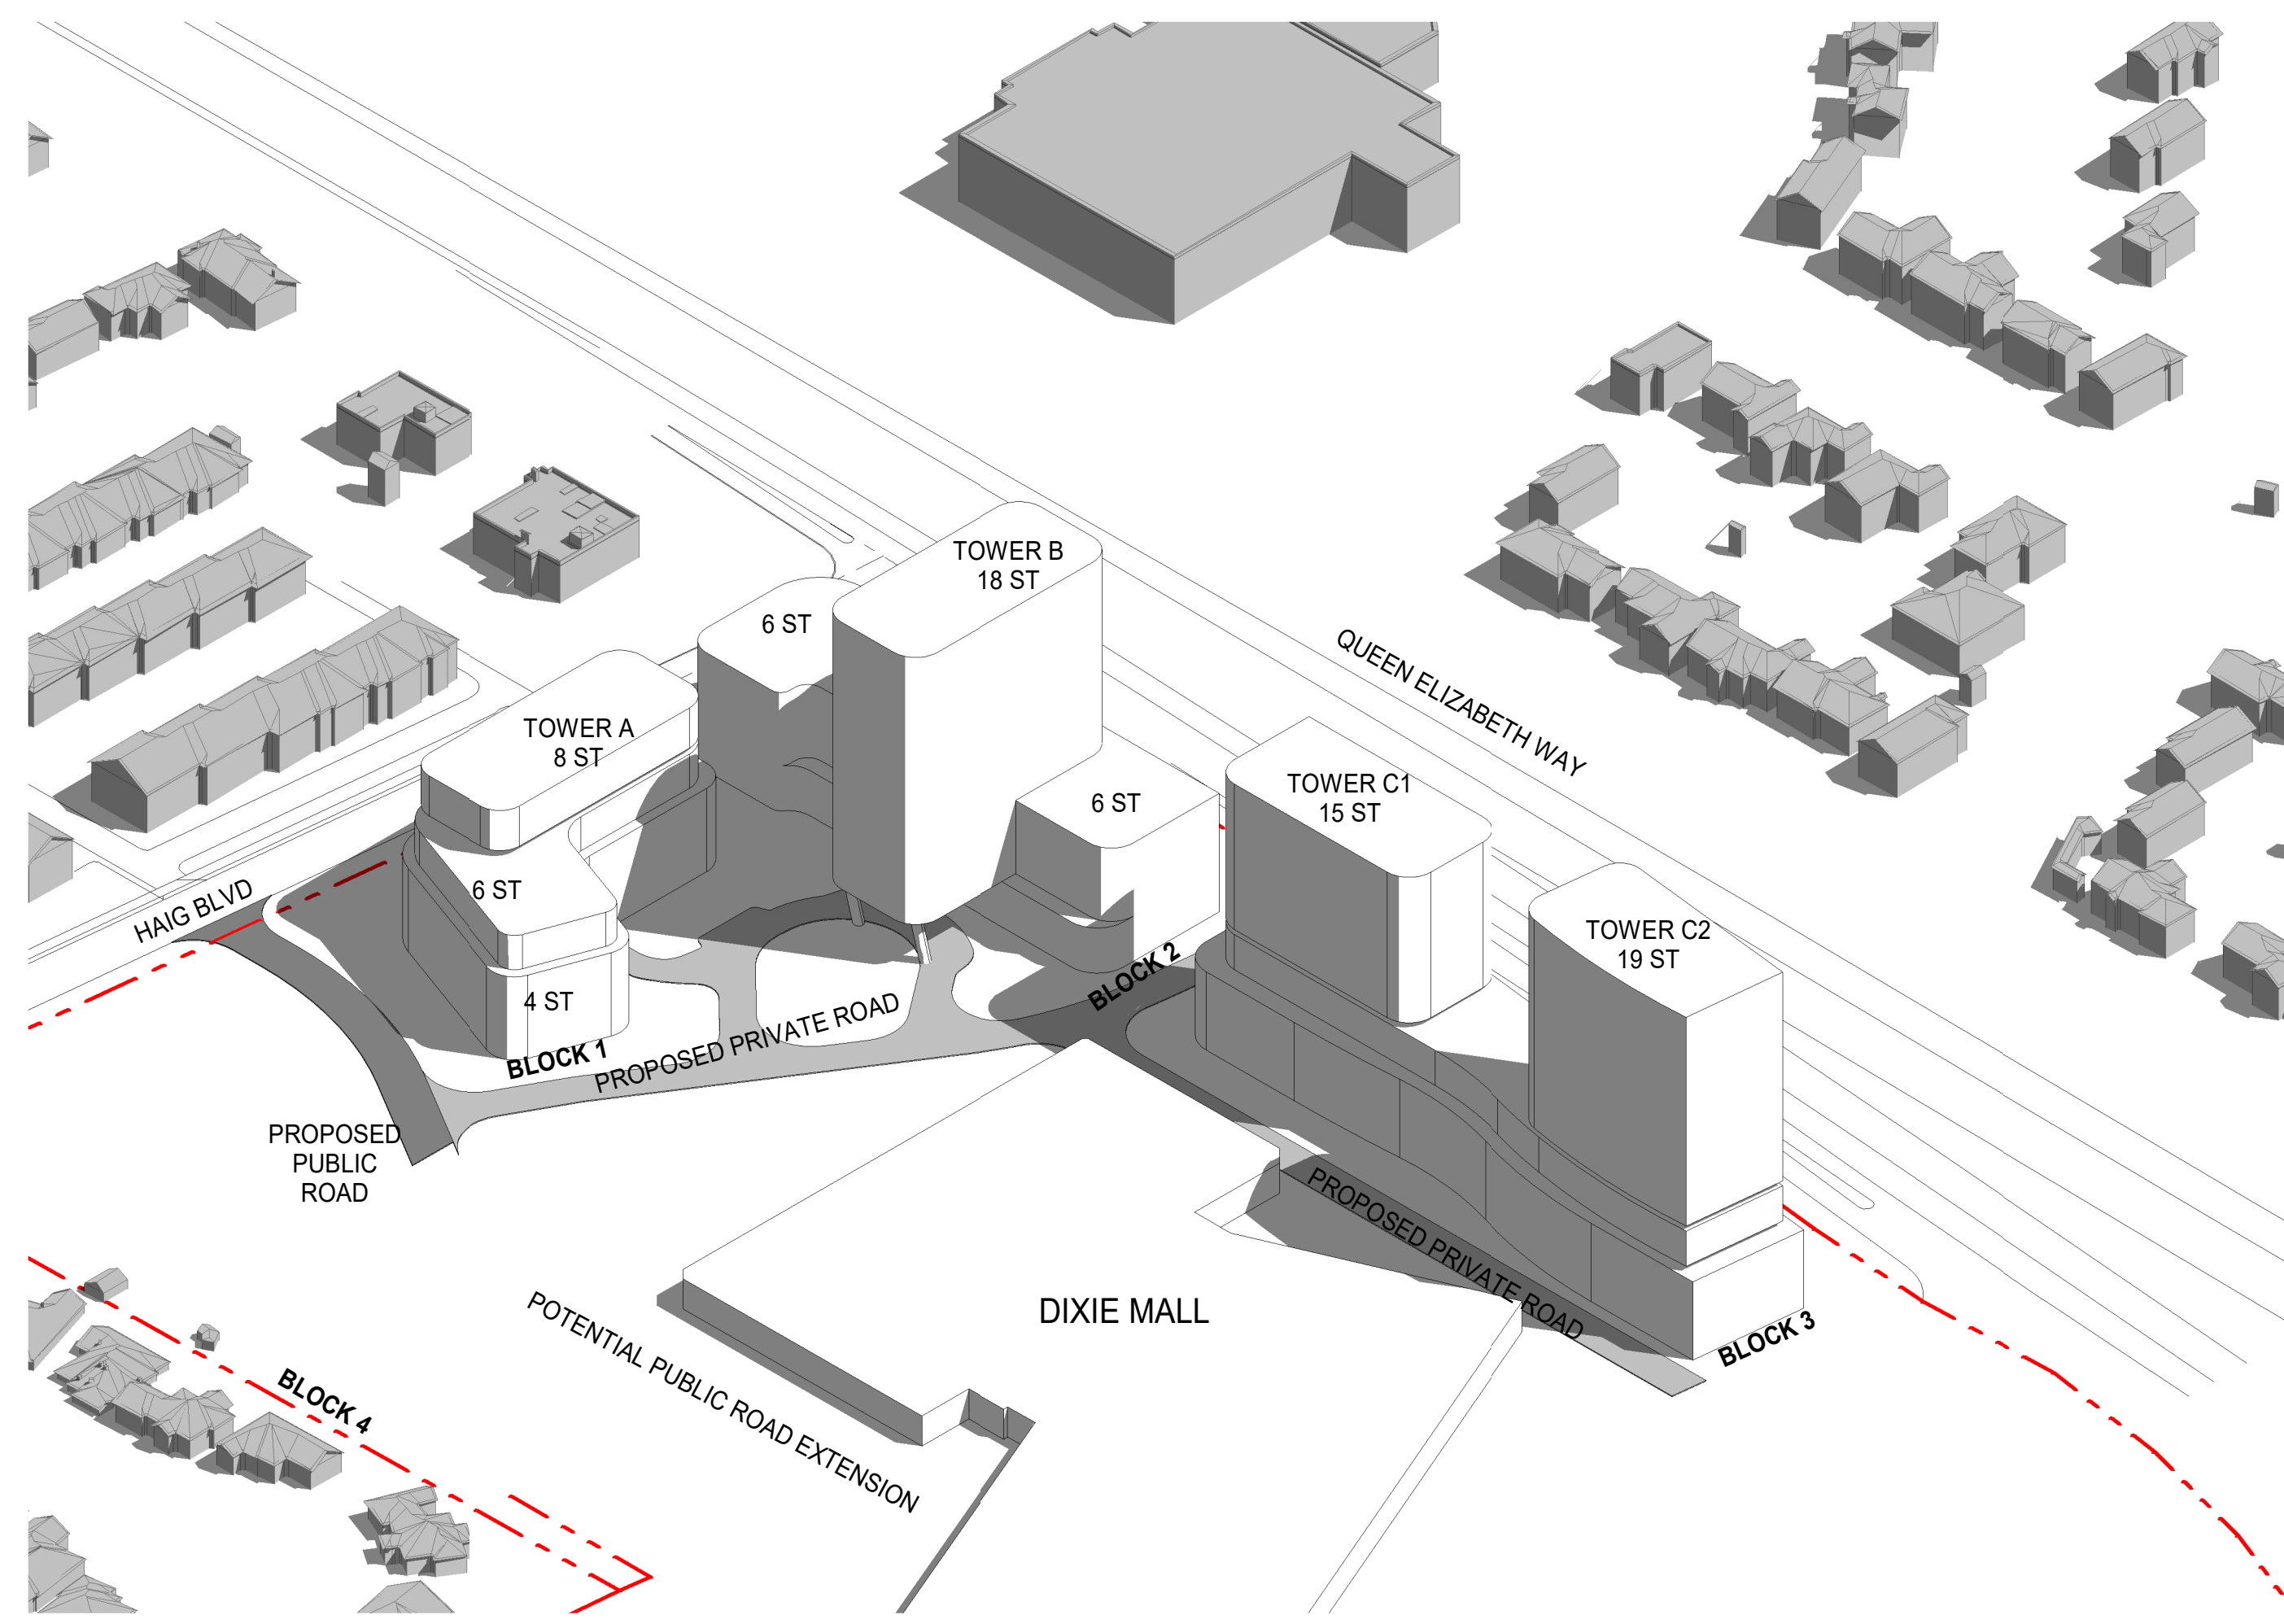 TOWER B
18 ST
6 ST
TOWER A
8 ST
QUEEN ELIZABETH WAY
6 ST
TOWER C1
15 ST
6 ST
HAIG BLVD
TOWER C2
19 ST
4 ST
BLOCK 2
BLOCK 1
PROPOSED PRIVATE ROAD
PROPOSED
PUBLIC
ROAD
PROPOSED PRIVATE ROAD
DIXIE MALL
BLOCK 3
POTENTIAL PUBLIC ROAD EXTENSION
BLOCK 4